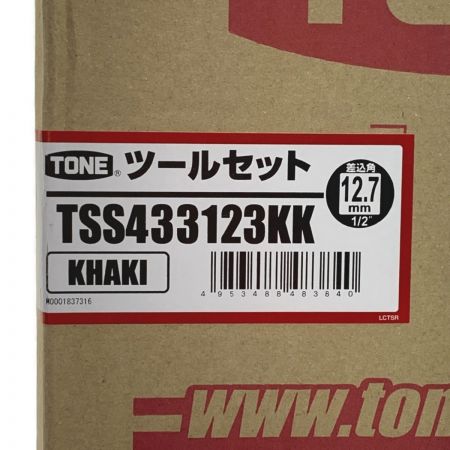 TONE® ツールセット
差込角
12.7
mm
1/2"
TSS433123KK
KHAKI
4953488483840
M0001837316
LCTSR
www.ton